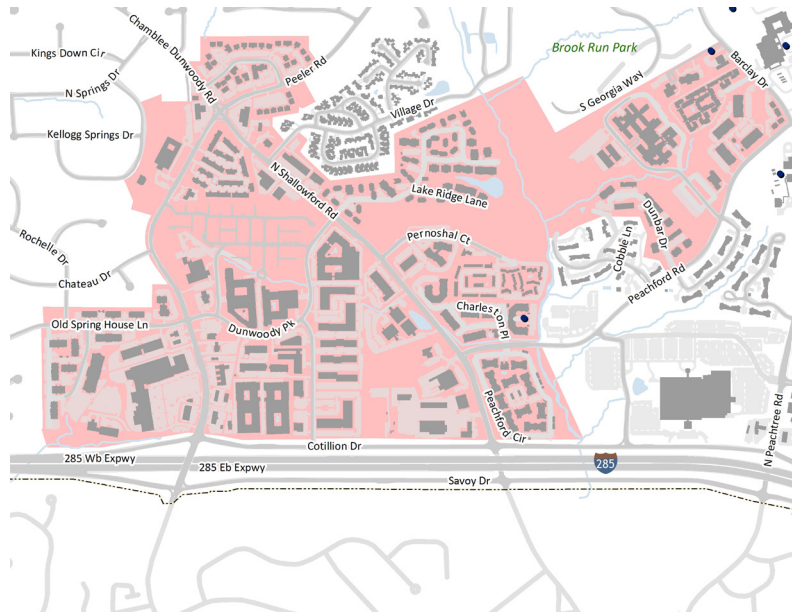 Chamblee Dunwoody Rd
Kings Down Cir
Brook Run Park
Barclay Dr
N Springs Dr
Peeler Rd
S Georgia Way
Village Dr
Kellogg Springs Dr
N Shallowford Rd
Lake Ridge Lane
Dunbar Dr
Rochelle Dr
Pernoshal Ct
Cobble Ln
Chateau Dr
Peachford Rd
Charleston Pl
Old Spring House Ln
Dunwoody Pk
Peachford Cir
N Peachtree Rd
Cotillion Dr
285 Wb Expwy
285 Eb Expwy
285
Savoy Dr